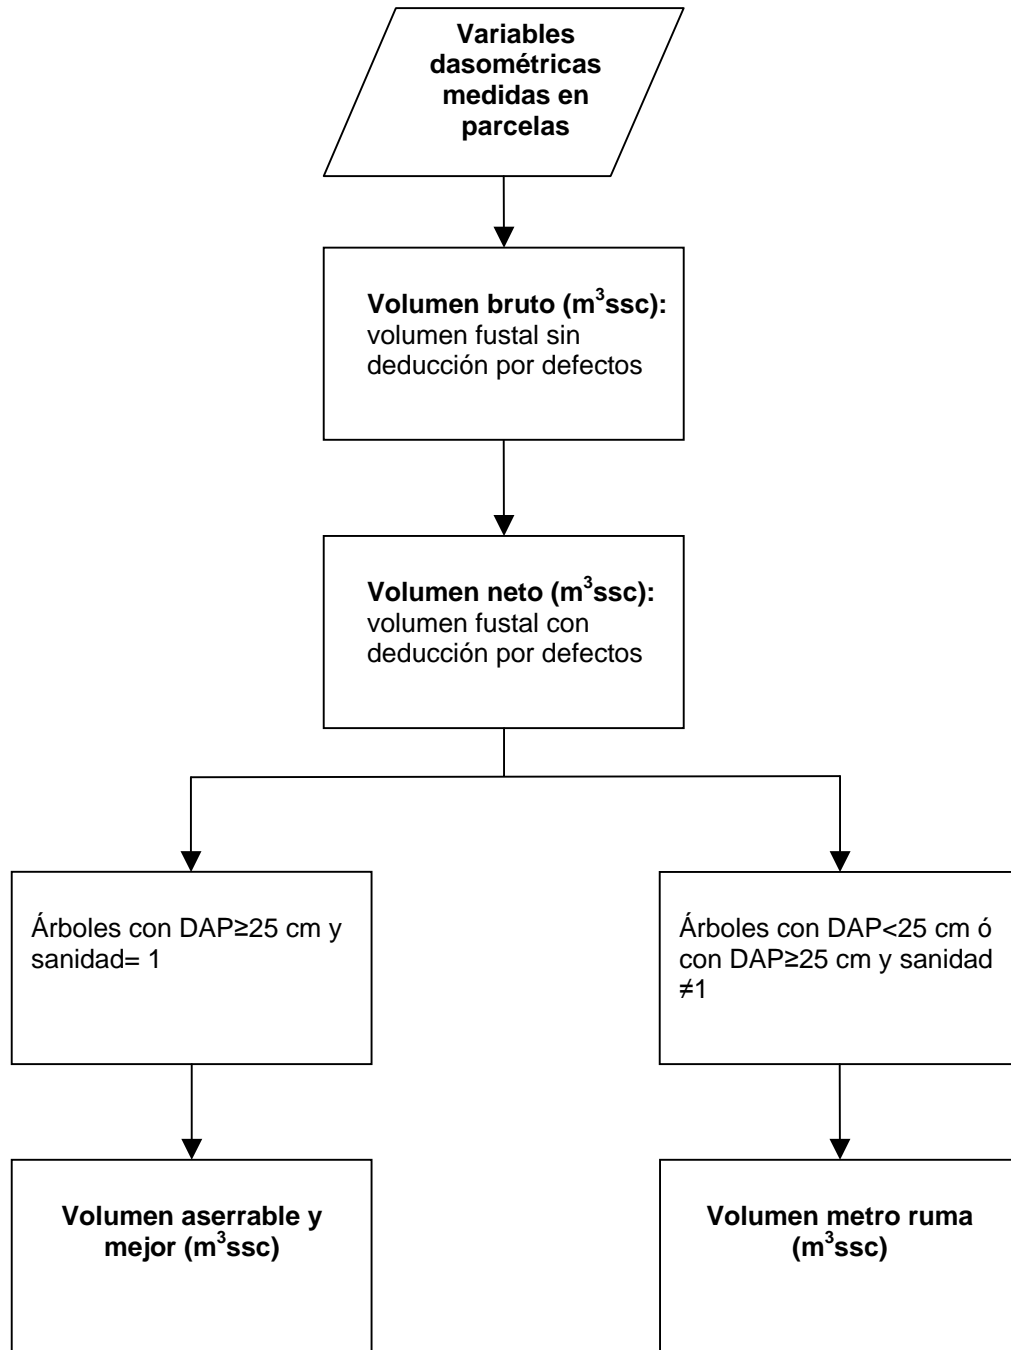 Variables
dasométricas
medidas en
parcelas
Volumen bruto (m³ssc):
volumen fustal sin
deducción por defectos
Volumen neto (m³ssc):
volumen fustal con
deducción por defectos
Árboles con DAP≥25 cm y
sanidad= 1
Árboles con DAP<25 cm ó
con DAP≥25 cm y sanidad
≠1
Volumen aserrable y
mejor (m³ssc)
Volumen metro ruma
(m³ssc)